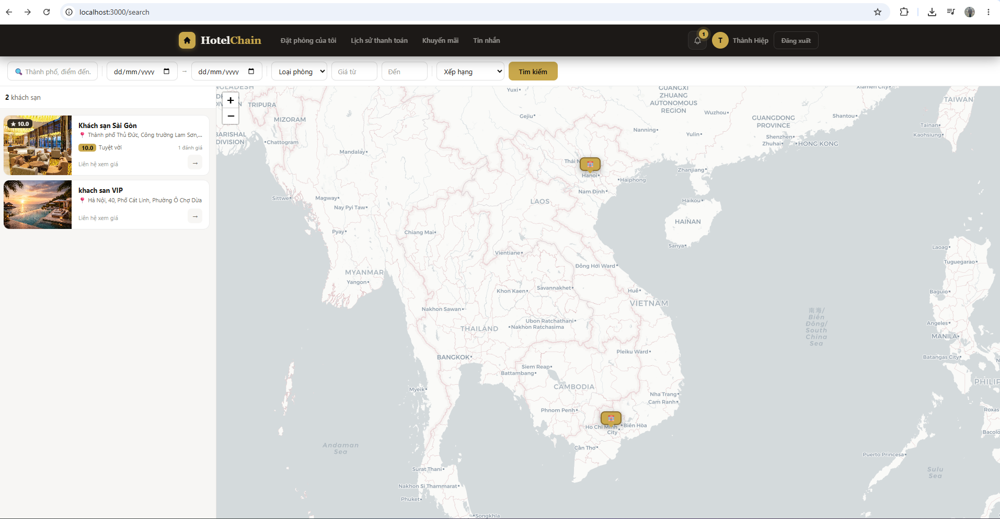 localhost:3000/search
HotelChain
Đặt phòng của tôi
Lịch sử thanh toán
Khuyến mãi
Tin nhắn
1
T
Thành Hiệp
Đăng xuất
Thành phố, điểm đến.
dd/mm/yyyy
→
dd/mm/yyyy
Loại phòng
Giá từ
Đến
Xếp hạng
Tìm kiếm
2 khách sạn
★ 10.0
Khách sạn Sài Gòn
Thành phố Thủ Đức, Công trường Lam Sơn,...
10.0 Tuyệt vời
1 đánh giá
Liên hệ xem giá
→
khach san VIP
Hà Nội, 40, Phố Cát Linh, Phường Ô Chợ Dừa
Liên hệ xem giá
→
+
−
TRIPURA
MIZORAM
BARISHAL
DIVISION
Chattogram
Mandalay
Sittwe
Magway
Nay Pyi Taw
Pyay
MYANMAR
Yangon
Yuxi
Gejiu
GUANGXI
ZHUANG
AUTONOMOUS
REGION
Wuzhou
Nanning
Yulin
GUANGDONG
PROVINCE
Shenzhen
Zhuhai
HONG KONG
Shantou
Xiamen City
TAIWAN
Tainan
Kaohsiung
Zhanjiang
Hanoi
Haiphong
Nam Định
LAOS
Haikou
HAINAN
Sanya
Chiang Mai
Vientiane
Đồng Hới Ward
Khon Kaen
Savannakhet
Huế
VIETNAM
Nakhon Sawan
Ubon Ratchathani
Nakhon Ratchasima
THAILAND
BANGKOK
Pleiku Ward
Siem Reap
Battambang
CAMBODIA
Nha Trang
Cam Ranh
Phnom Penh
Ho Chi Minh
City
Biên Hòa
Cần Thơ
Myeik
Andaman
Sea
Surat Thani
Nakhon Si Thammarat
Phuket
Songkhla
南海/
Biển
Đông/
South
China
Sea
Laoag
Tuguegarao
Baguio
Angeles
MANILA
Batangas City
Puerto Princesa
Sulu
Sea
Roxas